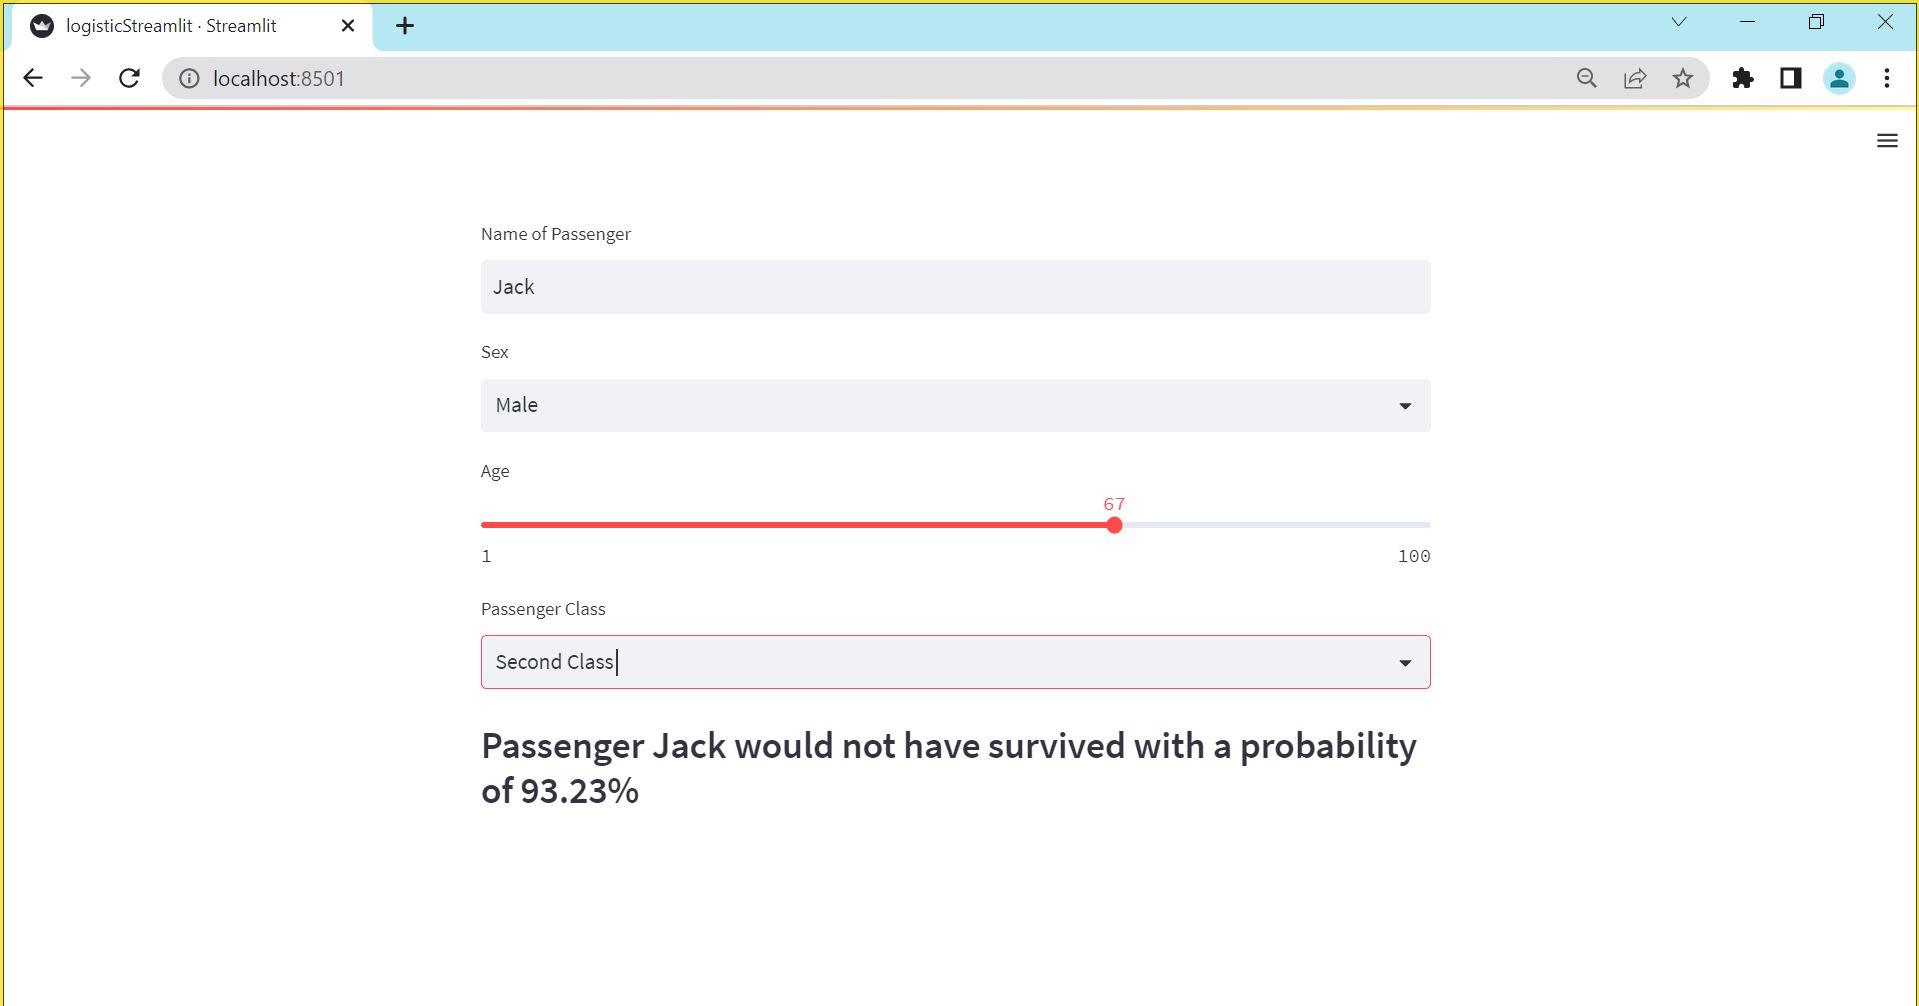 logisticStreamlit · Streamlit
localhost:8501
Name of Passenger
Jack
Sex
Male
Age
67
1 100
Passenger Class
Second Class
Passenger Jack would not have survived with a probability
of 93.23%